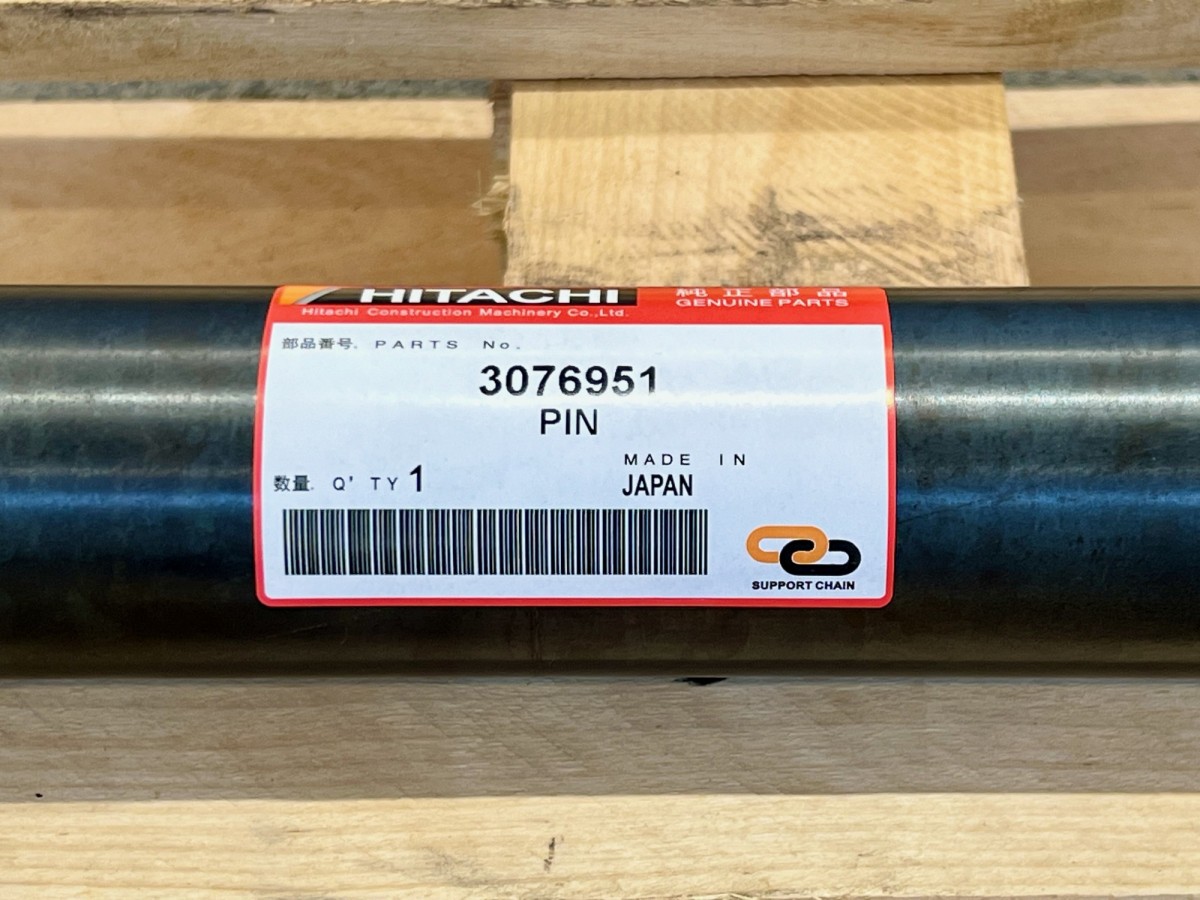 HITACHI
Hitachi Construction Machinery Co.,Ltd.
純正部品
GENUINE PARTS
部品番号. PARTS No.
3076951
PIN
MADE IN
JAPAN
数量. Q'TY 1
SUPPORT CHAIN